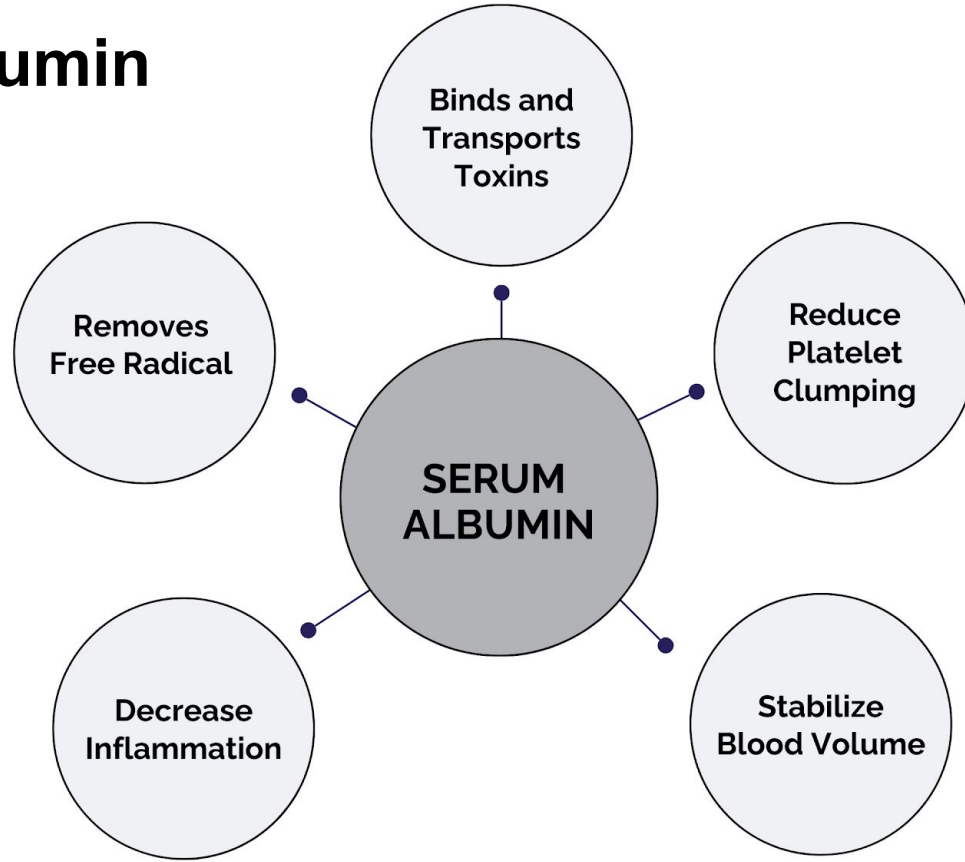 umin
Binds and
Transports
Toxins
Removes
Free Radical
Reduce
Platelet
Clumping
SERUM
ALBUMIN
Decrease
Inflammation
Stabilize
Blood Volume